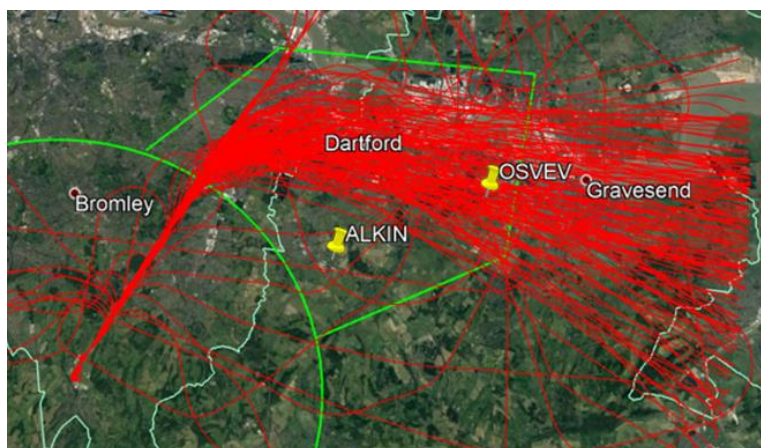 Dartford
OSVEV
Gravesend
Bromley
ALKIN